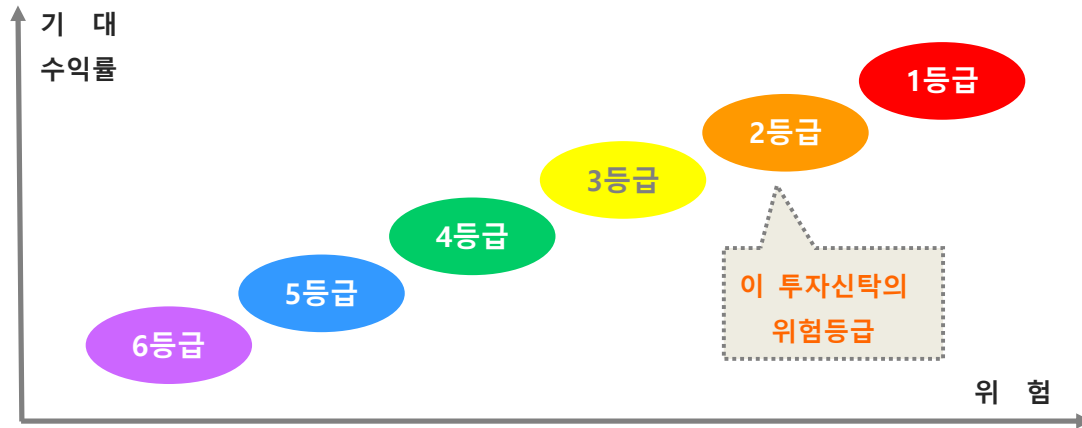 기 대
수익률
1등급
2등급
3등급
4등급
5등급
6등급
이 투자신탁의
위험등급
위 험